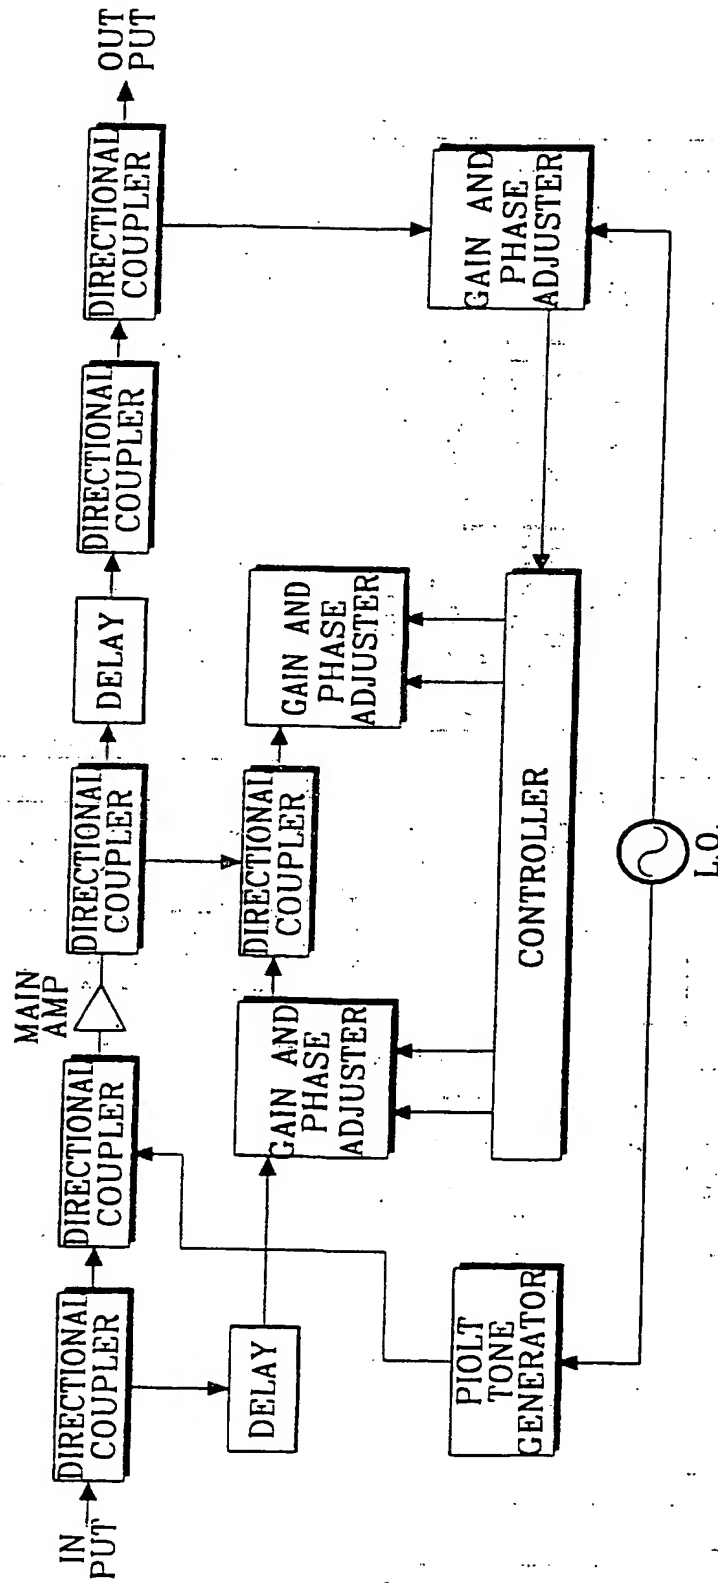 IN
PUT
DIRECTIONAL
COUPLER
DIRECTIONAL
COUPLER
MAIN
AMP
DIRECTIONAL
COUPLER
DELAY
DIRECTIONAL
COUPLER
DIRECTIONAL
COUPLER
OUT
PUT
DELAY
GAIN AND
PHASE
ADJUSTER
DIRECTIONAL
COUPLER
GAIN AND
PHASE
ADJUSTER
GAIN AND
PHASE
ADJUSTER
PIOLT
TONE
GENERATOR
CONTROLLER
L.O.